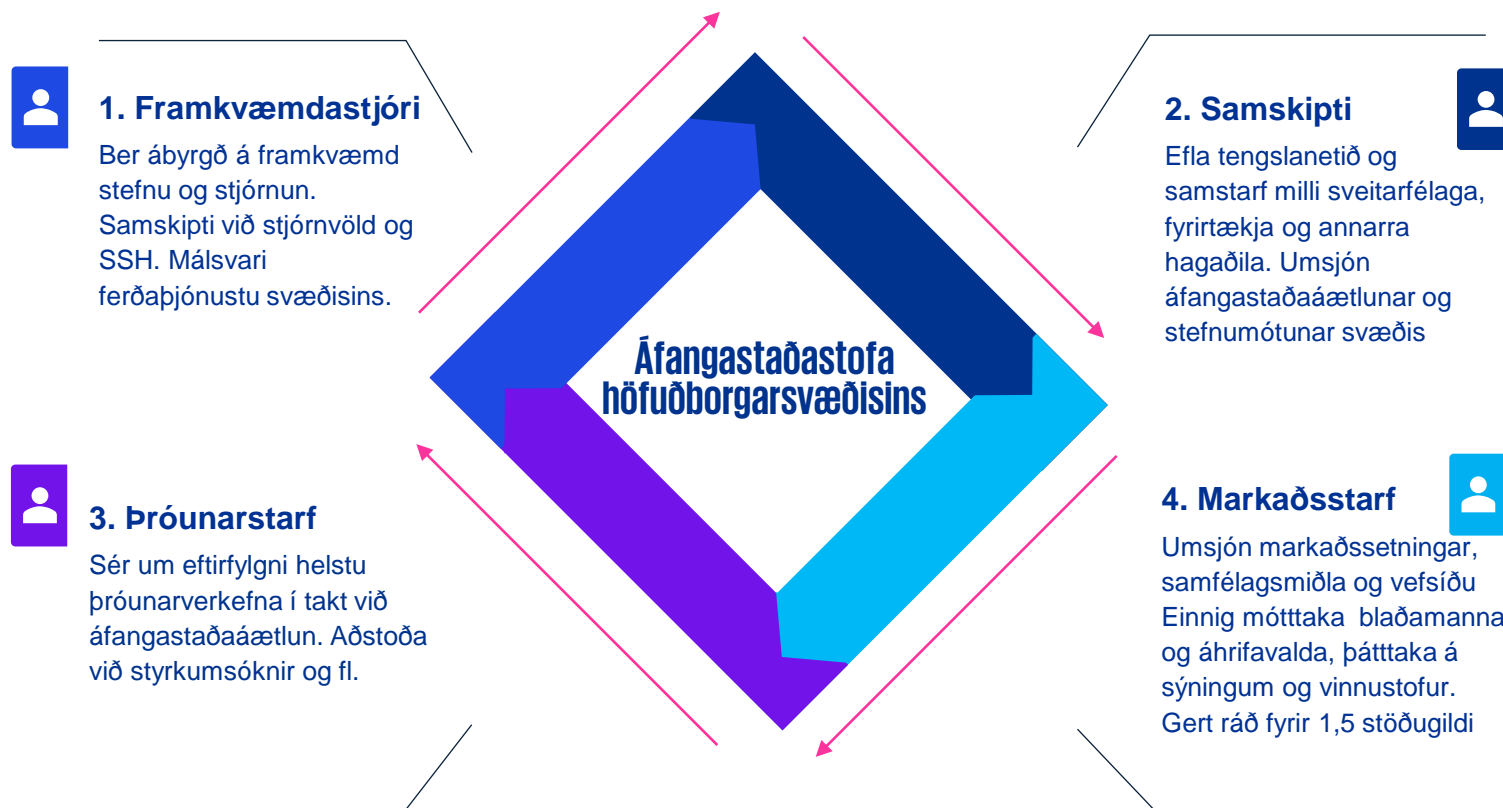 1. Framkvæmdastjóri
Ber ábyrgð á framkvæmd
stefnu og stjórnun.
Samskipti við stjórnvöld og
SSH. Málsvari
ferðaþjónustu svæðisins.
2. Samskipti
Efla tengslanetið og
samstarf milli sveitarfélaga,
fyrirtækja og annarra
hagaðila. Umsjón
áfangastaðaáætlunar og
stefnumótunar svæðis
Áfangastaðastofa
höfuðborgarsvæðisins
3. Þróunarstarf
Sér um eftirfylgni helstu
þróunarverkefna í takt við
áfangastaðaáætlun. Aðstoða
við styrkumsóknir og fl.
4. Markaðsstarf
Umsjón markaðssetningar,
samfélagsmiðla og vefsíðu
Einnig mótttaka  blaðamanna
og áhrifavalda, þátttaka á
sýningum og vinnustofur.
Gert ráð fyrir 1,5 stöðugildi